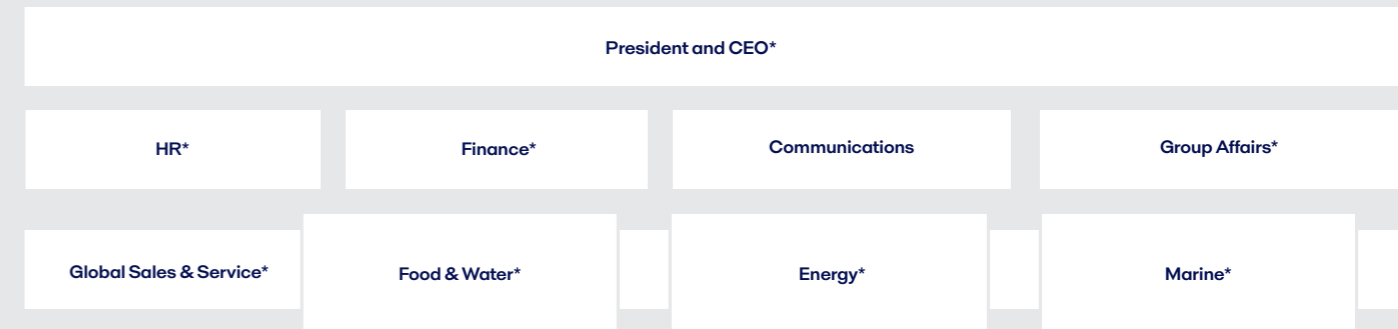 President and CEO*
HR*
Finance*
Communications
Group Affairs*
Global Sales & Service*
Food & Water*
Energy*
Marine*